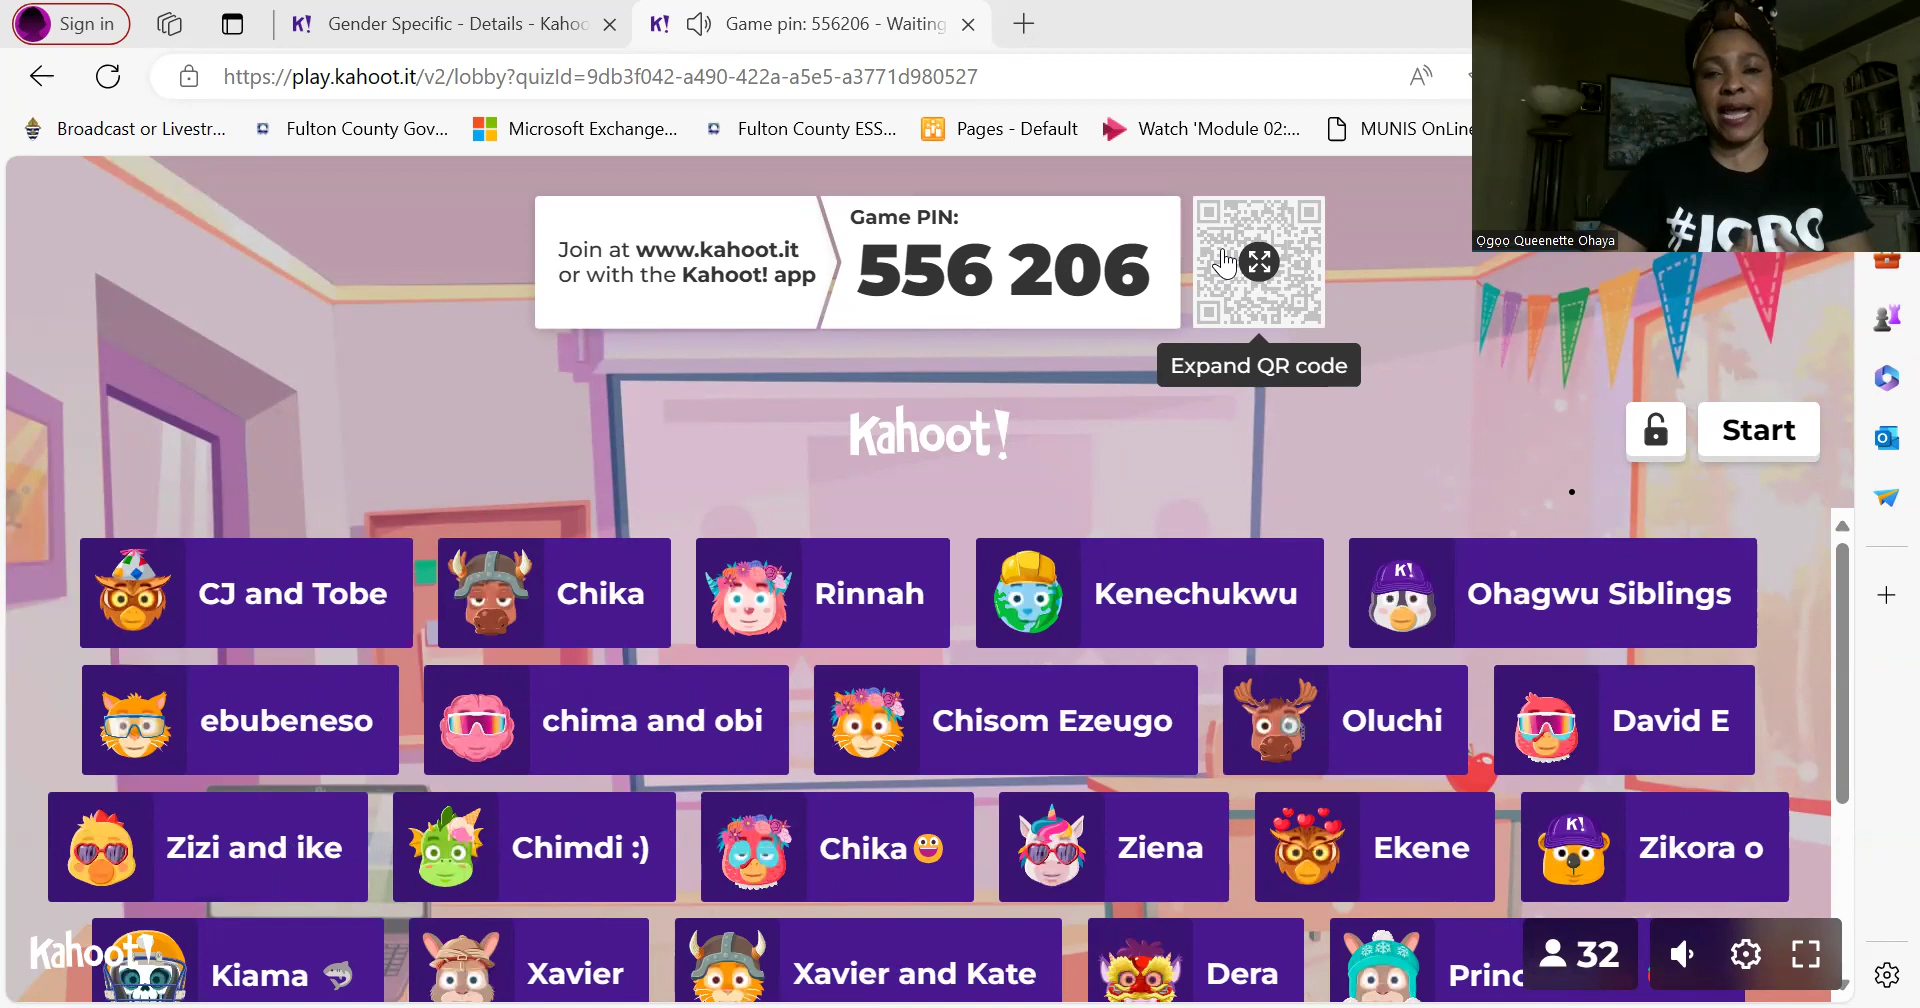 Sign in
Gender Specific - Details - Kahoo
Game pin: 556206 - Waiting
https://play.kahoot.it/v2/lobby?quizId=9db3f042-a490-422a-a5e5-a3771d980527
Broadcast or Livestr...
Fulton County Gov...
Microsoft Exchange...
Fulton County ESS...
Pages - Default
Watch 'Module 02:...
MUNIS OnLine
#IGBO
Ogoo Queenette Ohaya
Join at www.kahoot.it
or with the Kahoot! app
Game PIN:
556 206
Expand QR code
Kahoot!
Start
CJ and Tobe
Chika
Rinnah
Kenechukwu
Ohagwu Siblings
ebubeneso
chima and obi
Chisom Ezeugo
Oluchi
David E
Zizi and ike
Chimdi :)
Chika😀
Ziena
Ekene
Zikora o
Kahoot!
Kiama 🦈
Xavier
Xavier and Kate
Dera
Princ
32